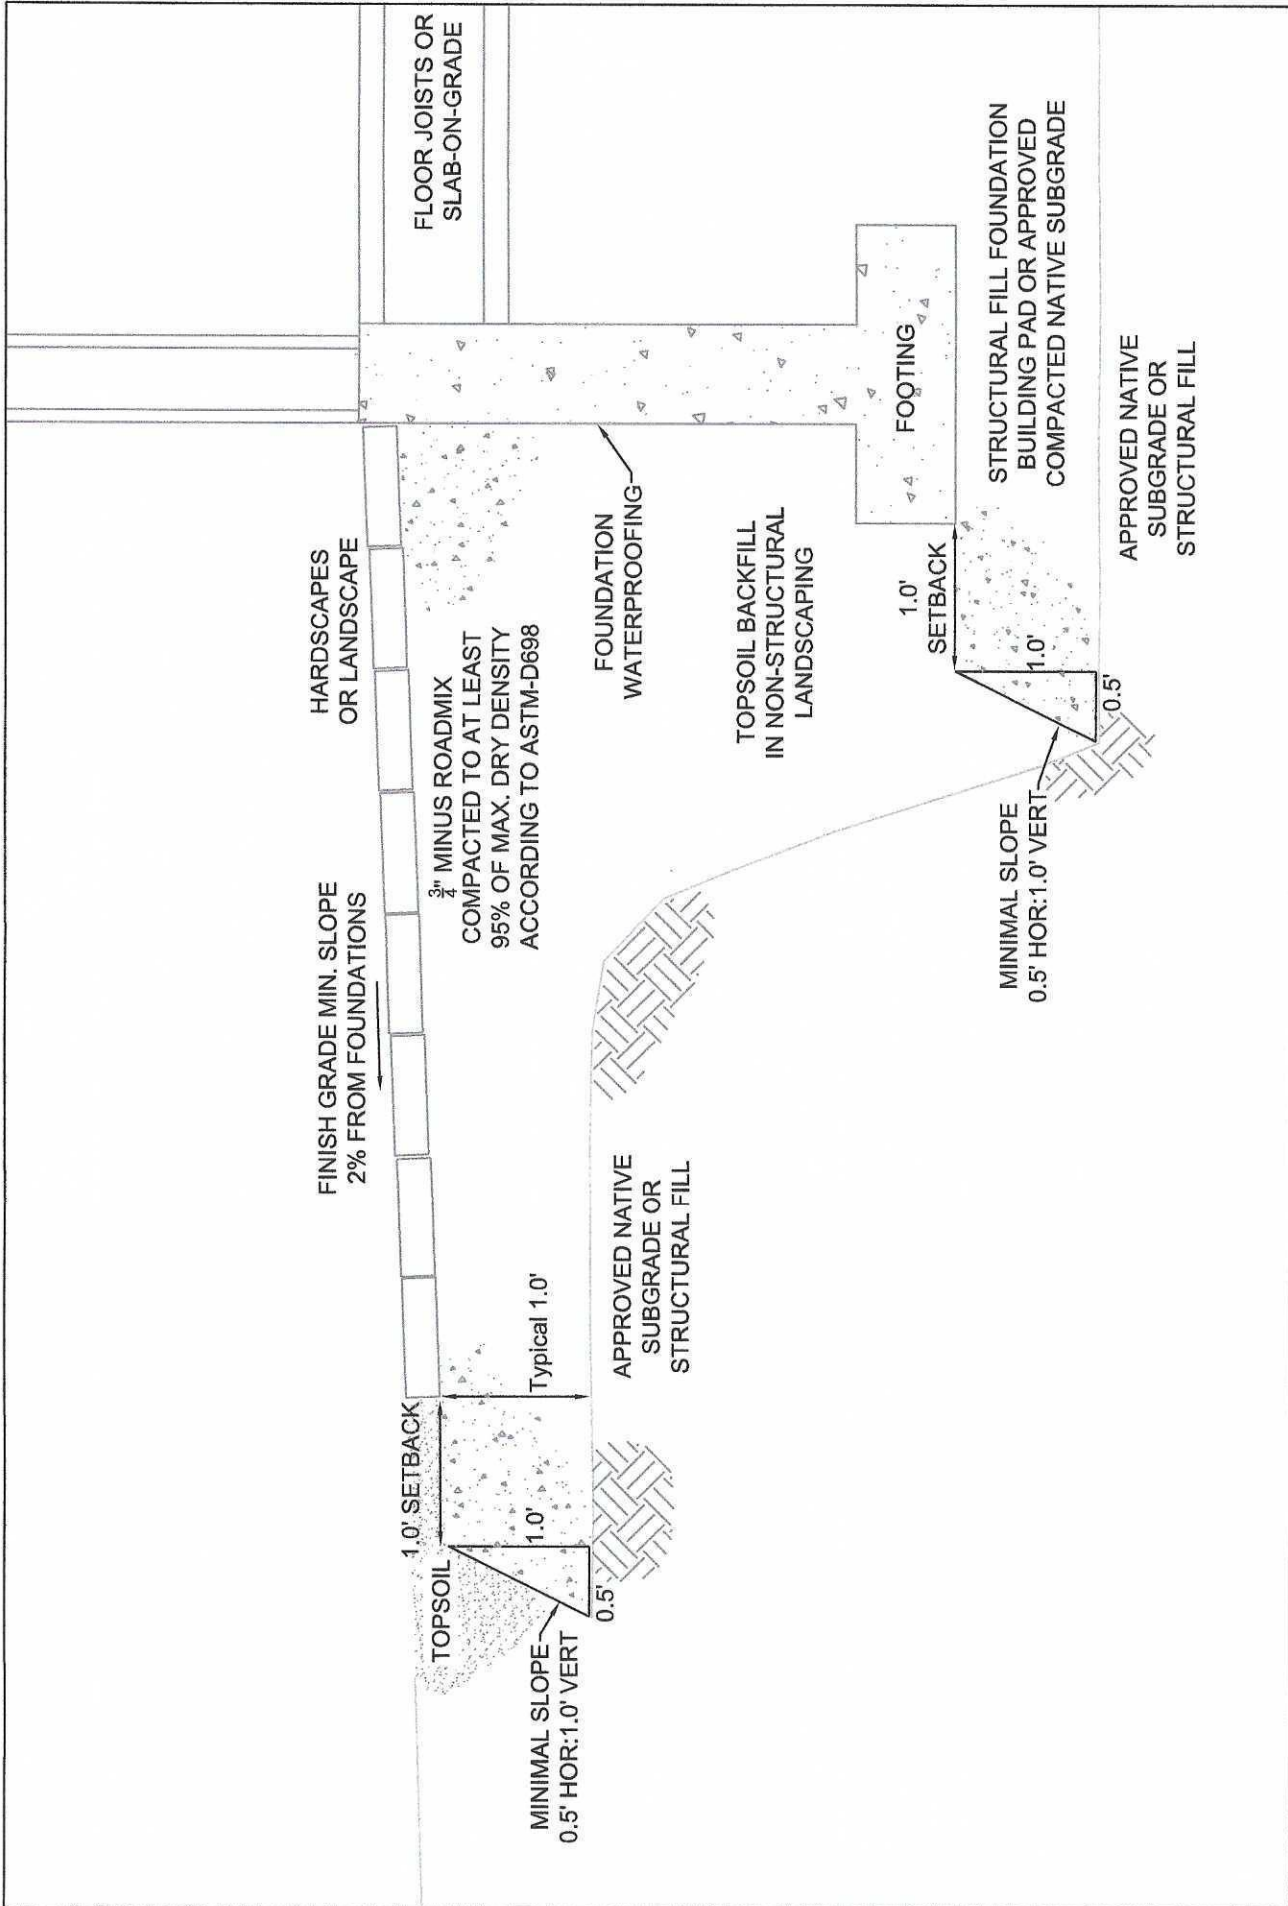 FINISH GRADE MIN. SLOPE
2% FROM FOUNDATIONS
HARDSCAPES
OR LANDSCAPE
FLOOR JOISTS OR
SLAB-ON-GRADE
1.0' SETBACK
TOPSOIL
1.0'
0.5'
MINIMAL SLOPE
0.5' HOR:1.0' VERT
Typical 1.0'
3/4" MINUS ROADMIX
COMPACTED TO AT LEAST
95% OF MAX. DRY DENSITY
ACCORDING TO ASTM-D698
FOUNDATION
WATERPROOFING
APPROVED NATIVE
SUBGRADE OR
STRUCTURAL FILL
TOPSOIL BACKFILL
IN NON-STRUCTURAL
LANDSCAPING
FOOTING
1.0'
SETBACK
1.0'
0.5'
MINIMAL SLOPE
0.5' HOR:1.0' VERT
STRUCTURAL FILL FOUNDATION
BUILDING PAD OR APPROVED
COMPACTED NATIVE SUBGRADE
APPROVED NATIVE
SUBGRADE OR
STRUCTURAL FILL